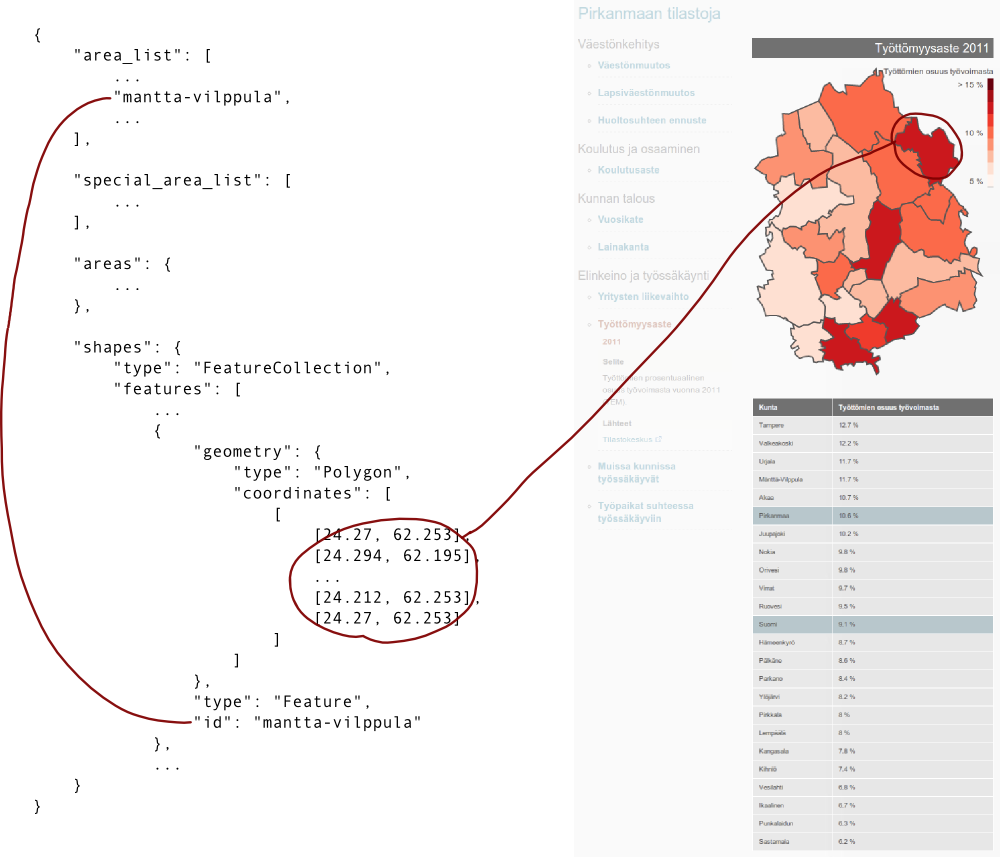 {
"area_list": [
...
"mantta-vilppula",
...
],
"special_area_list": [
...
],
"areas": {
...
},
"shapes": {
"type": "FeatureCollection",
"features": [
...
{
"geometry": {
"type": "Polygon",
"coordinates": [
[
[24.27, 62.253],
[24.294, 62.195],
...
[24.212, 62.253],
[24.27, 62.253]
]
]
},
"type": "Feature",
"id": "mantta-vilppula"
},
...
}
}
Pirkanmaan tilastoja
Väestönkehitys
Väestönmuutos
Lapsiväestönmuutos
Huoltosuhteen ennuste
Koulutus ja osaaminen
Koulutusaste
Kunnan talous
Vuosikate
Lainakanta
Elinkeino ja työssäkäynti
Yritysten liikevaihto
Työttömyysaste
2011
Selite
Työttömien prosentuaalinen
osuus työvoimasta vuonna 2011
Lähteet
Tilastokeskus
Muissa kunnissa
työssäkäyvät
Työpaikat suhteessa
työssäkäyviin
Työttömyysaste 2011
Työttömien osuus työvoimasta
> 15 %
10 %
5 %
Kunta Työttömien osuus työvoimasta
Tampere 12.7 %
Valkeakoski 12.2 %
Urjala 11.7 %
Mänttä-Vilppula 11.7 %
Akaa 10.7 %
Pirkanmaa 10.6 %
Juupajoki 10.2 %
Nokia 9.8 %
Orivesi 9.8 %
Virrat 9.7 %
Ruovesi 9.5 %
Suomi 9.1 %
Hämeenkyrö 8.7 %
Pälkäne 8.6 %
Parkano 8.4 %
Ylöjärvi 8.2 %
Pirkkala 8 %
Lempäälä 8 %
Kangasala 7.8 %
Kihniö 7.4 %
Vesilahti 6.8 %
Ikaalinen 6.7 %
Punkalaidun 6.3 %
Sastamala 6.2 %